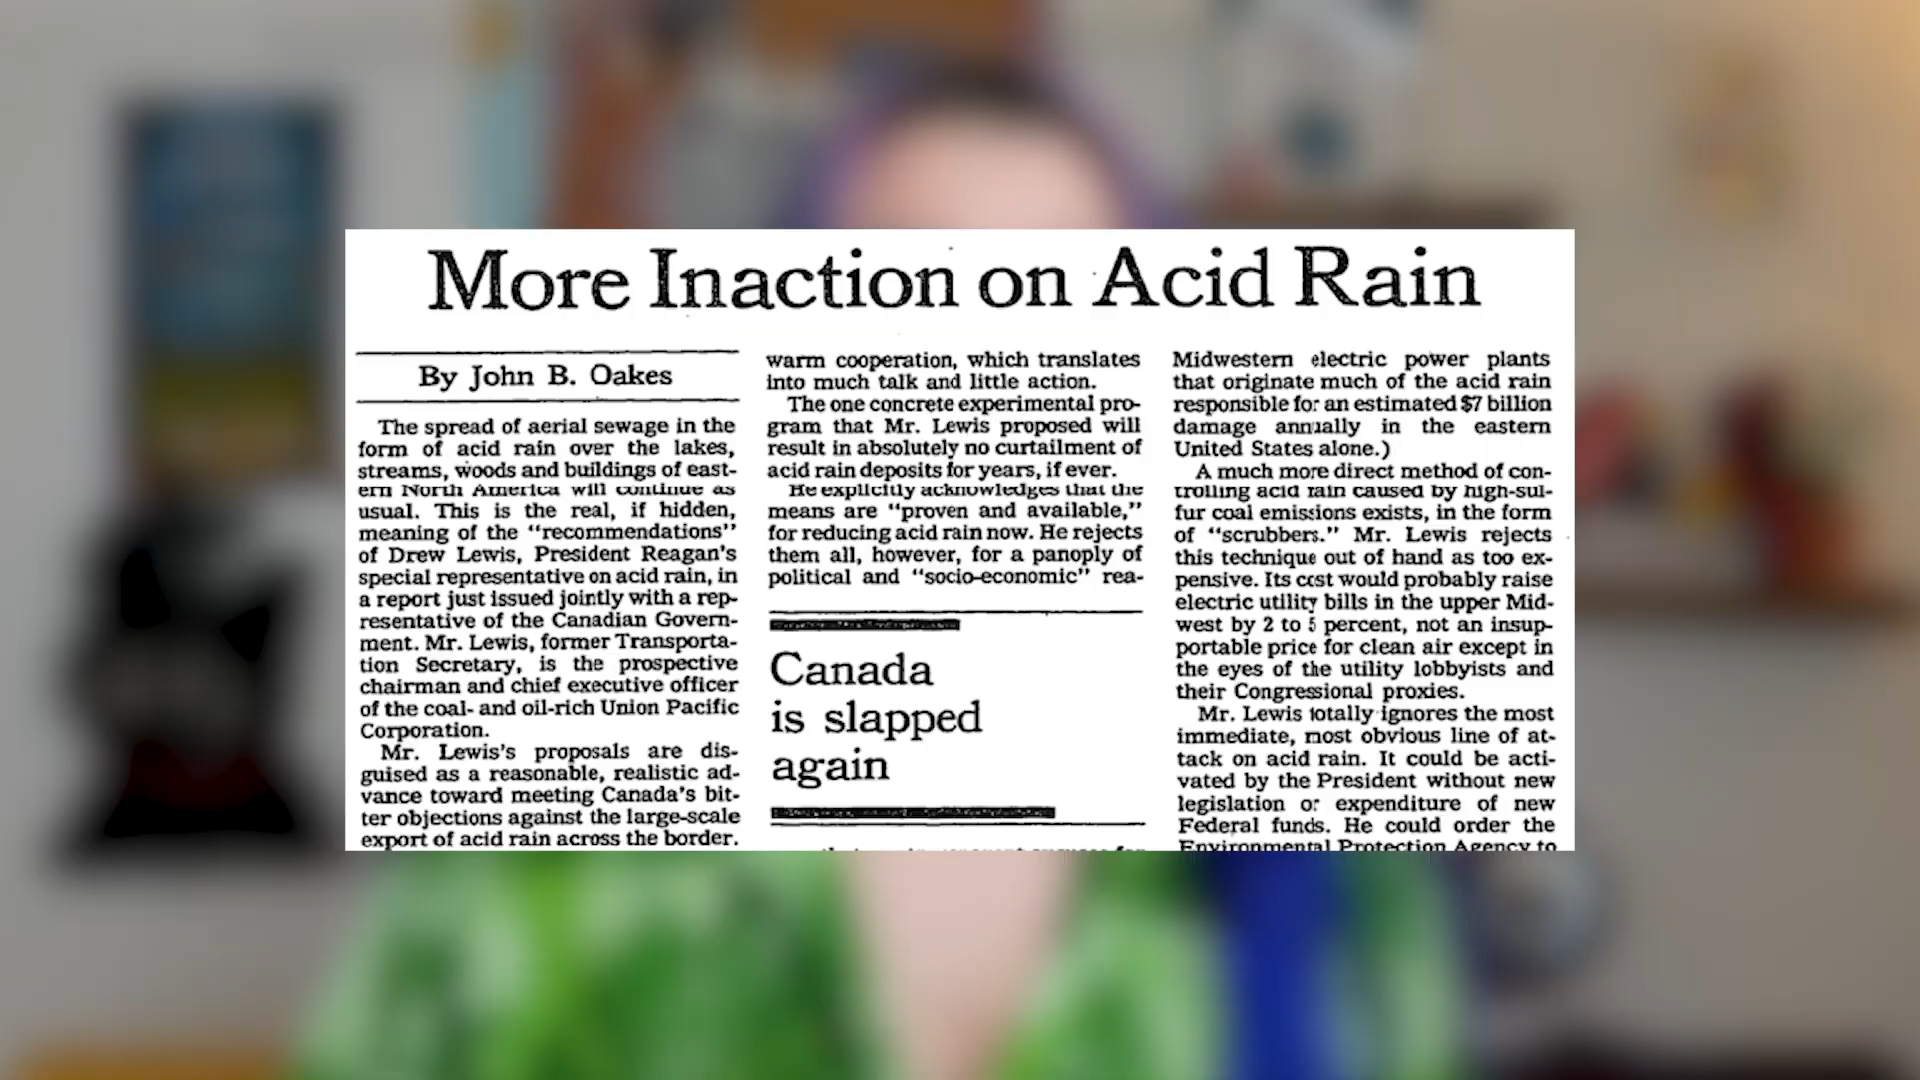 More Inaction on Acid Rain
By John B. Oakes
The spread of aerial sewage in the
form of acid rain over the lakes,
streams, woods and buildings of east-
ern North America will continue as
usual. This is the real, if hidden,
meaning of the "recommendations"
of Drew Lewis, President Reagan's
special representative on acid rain, in
a report just issued jointly with a rep-
resentative of the Canadian Govern-
ment. Mr. Lewis, former Transporta-
tion Secretary, is the prospective
chairman and chief executive officer
of the coal- and oil-rich Union Pacific
Corporation.
Mr. Lewis's proposals are dis-
guised as a reasonable, realistic ad-
vance toward meeting Canada's bit-
ter objections against the large-scale
export of acid rain across the border.
warm cooperation, which translates
into much talk and little action.
The one concrete experimental pro-
gram that Mr. Lewis proposed will
result in absolutely no curtailment of
acid rain deposits for years, if ever.
He explicitly acknowledges that the
means are "proven and available,"
for reducing acid rain now. He rejects
them all, however, for a panoply of
political and "socio-economic" rea-
Canada
is slapped
again
Midwestern electric power plants
that originate much of the acid rain
responsible for an estimated $7 billion
damage annually in the eastern
United States alone.)
A much more direct method of con-
trolling acid rain caused by high-sul-
fur coal emissions exists, in the form
of "scrubbers." Mr. Lewis rejects
this technique out of hand as too ex-
pensive. Its cost would probably raise
electric utility bills in the upper Mid-
west by 2 to 5 percent, not an insup-
portable price for clean air except in
the eyes of the utility lobbyists and
their Congressional proxies.
Mr. Lewis totally ignores the most
immediate, most obvious line of at-
tack on acid rain. It could be acti-
vated by the President without new
legislation or expenditure of new
Federal funds. He could order the
Environmental Protection Agency to